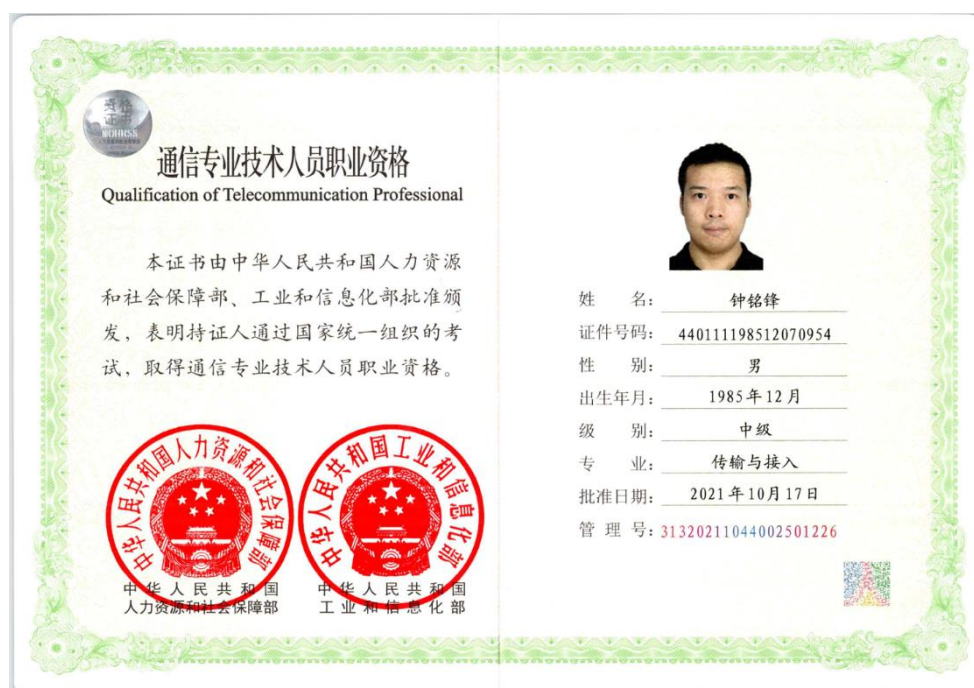 资格
证书
MOHRSS
通信专业技术人员职业资格
Qualification of Telecommunication Professional
本证书由中华人民共和国人力资源
和社会保障部、工业和信息化部批准颁
发，表明持证人通过国家统一组织的考
试，取得通信专业技术人员职业资格。
中华人民共和国人力资源和社会保障部
中华人民共和国
人力资源和社会保障部
中华人民共和国工业和信息化部
中华人民共和国
工业和信息化部
姓 名： 钟铭锋
证件号码： 440111198512070954
性 别： 男
出生年月： 1985年12月
级 别： 中级
专 业： 传输与接入
批准日期： 2021年10月17日
管 理 号：31320211044002501226